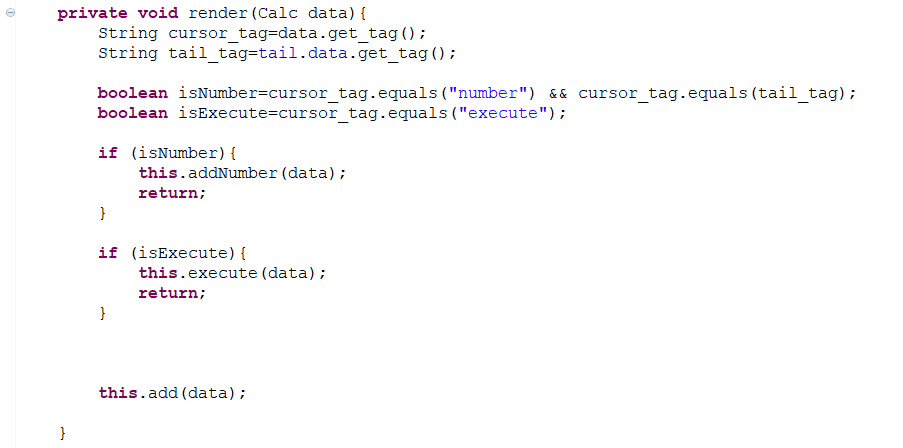 private void render(Calc data){
    String cursor_tag=data.get_tag();
    String tail_tag=tail.data.get_tag();
    boolean isNumber=cursor_tag.equals("number") && cursor_tag.equals(tail_tag);
    boolean isExecute=cursor_tag.equals("execute");
    if (isNumber){
        this.addNumber(data);
        return;
    }
    if (isExecute){
        this.execute(data);
        return;
    }
    this.add(data);
}